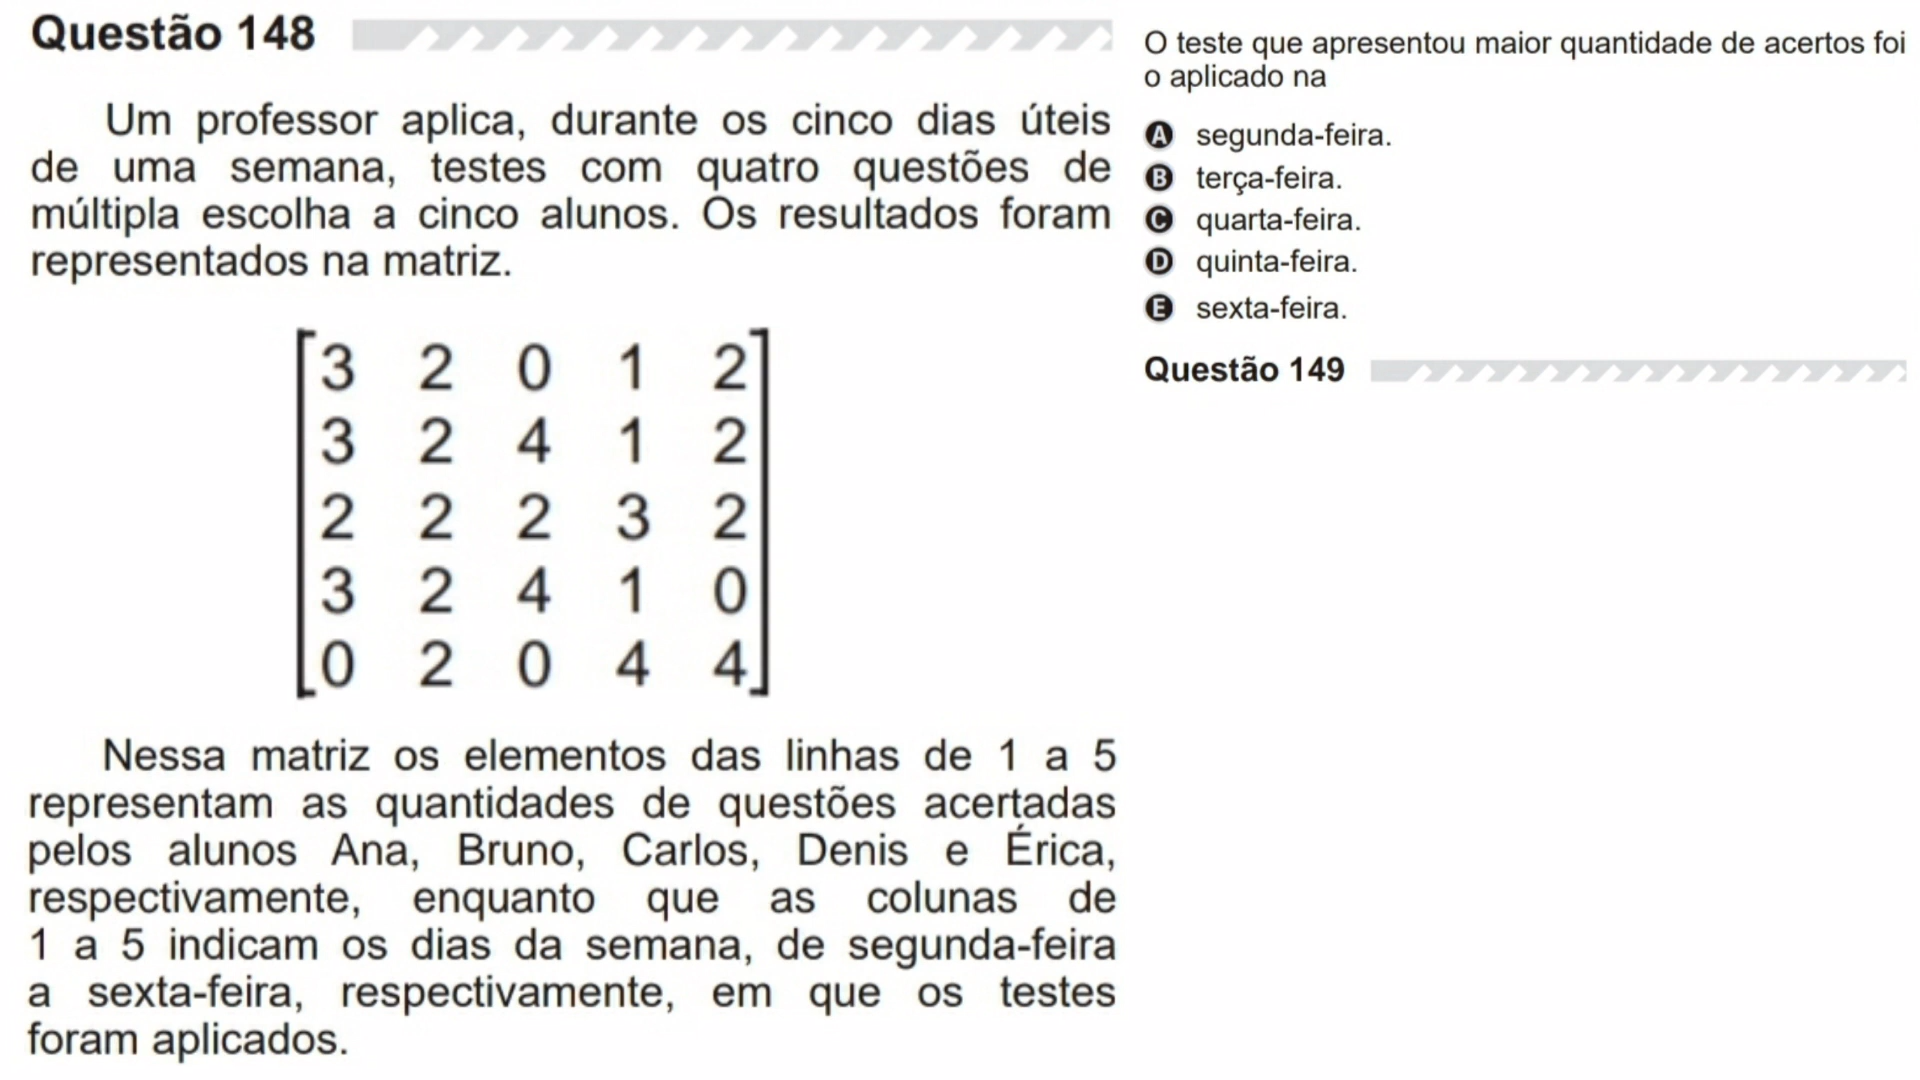 Questão 148
Um professor aplica, durante os cinco dias úteis
de uma semana, testes com quatro questões de
múltipla escolha a cinco alunos. Os resultados foram
representados na matriz.
3 2 0 1 2
3 2 4 1 2
2 2 2 3 2
3 2 4 1 0
0 2 0 4 4
Nessa matriz os elementos das linhas de 1 a 5
representam as quantidades de questões acertadas
pelos alunos Ana, Bruno, Carlos, Denis e Érica,
respectivamente, enquanto que as colunas de
1 a 5 indicam os dias da semana, de segunda-feira
a sexta-feira, respectivamente, em que os testes
foram aplicados.
O teste que apresentou maior quantidade de acertos foi
o aplicado na
A segunda-feira.
B terça-feira.
C quarta-feira.
D quinta-feira.
E sexta-feira.
Questão 149